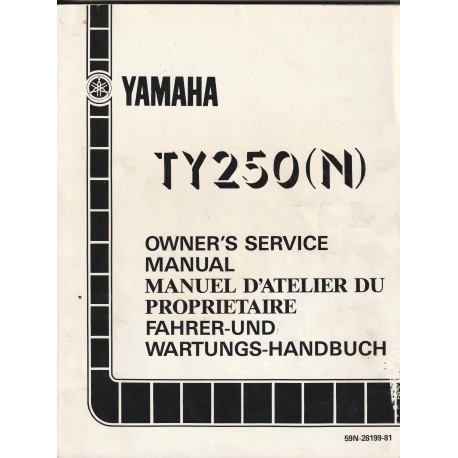 YAMAHA
TY250(N)
OWNER'S SERVICE
MANUAL
MANUEL D'ATELIER DU
PROPRIETAIRE
FAHRER-UND
WARTUNGS-HANDBUCH
59N-28199-81